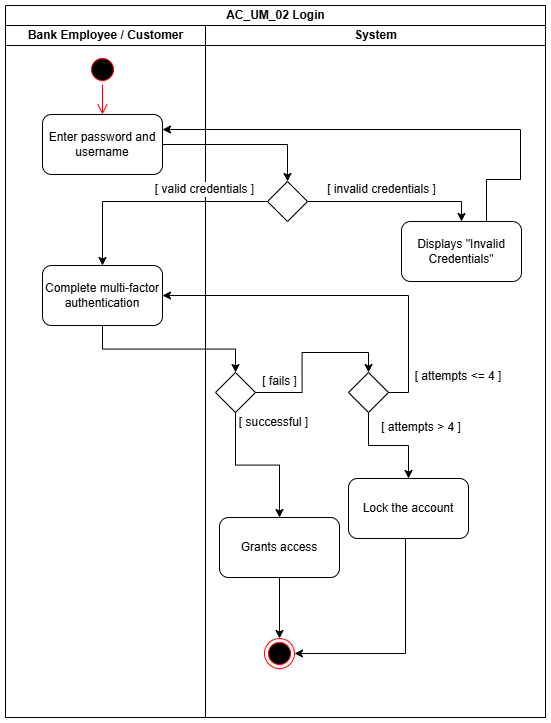 AC_UM_02 Login
Bank Employee / Customer
System
Enter password and
username
[ valid credentials ]
[ invalid credentials ]
Displays "Invalid
Credentials"
Complete multi-factor
authentication
[ fails ]
[ attempts <= 4 ]
[ successful ]
[ attempts > 4 ]
Lock the account
Grants access